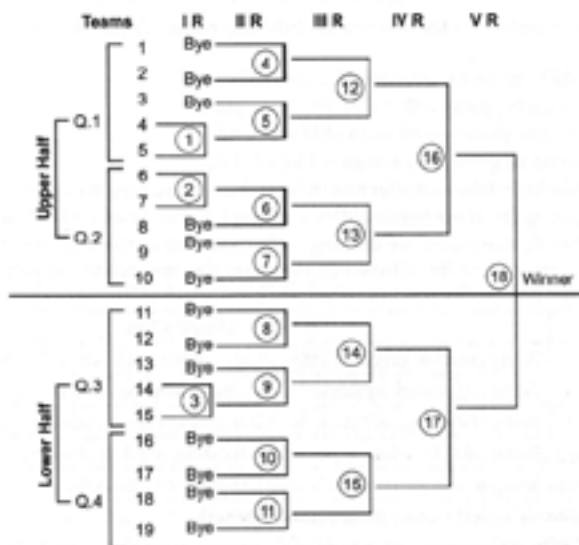 Teams I R II R III R IV R V R
Upper Half
Q.1
Q.2
1 Bye
2 Bye
3 Bye
4
5
6
7
8 Bye
9 Bye
10 Bye
4
12
5
1
16
2
6
13
7
18 Winner
Lower Half
Q.3
Q.4
11 Bye
12 Bye
13 Bye
14
15
16 Bye
17 Bye
18 Bye
19 Bye
8
14
9
3
17
10
15
11